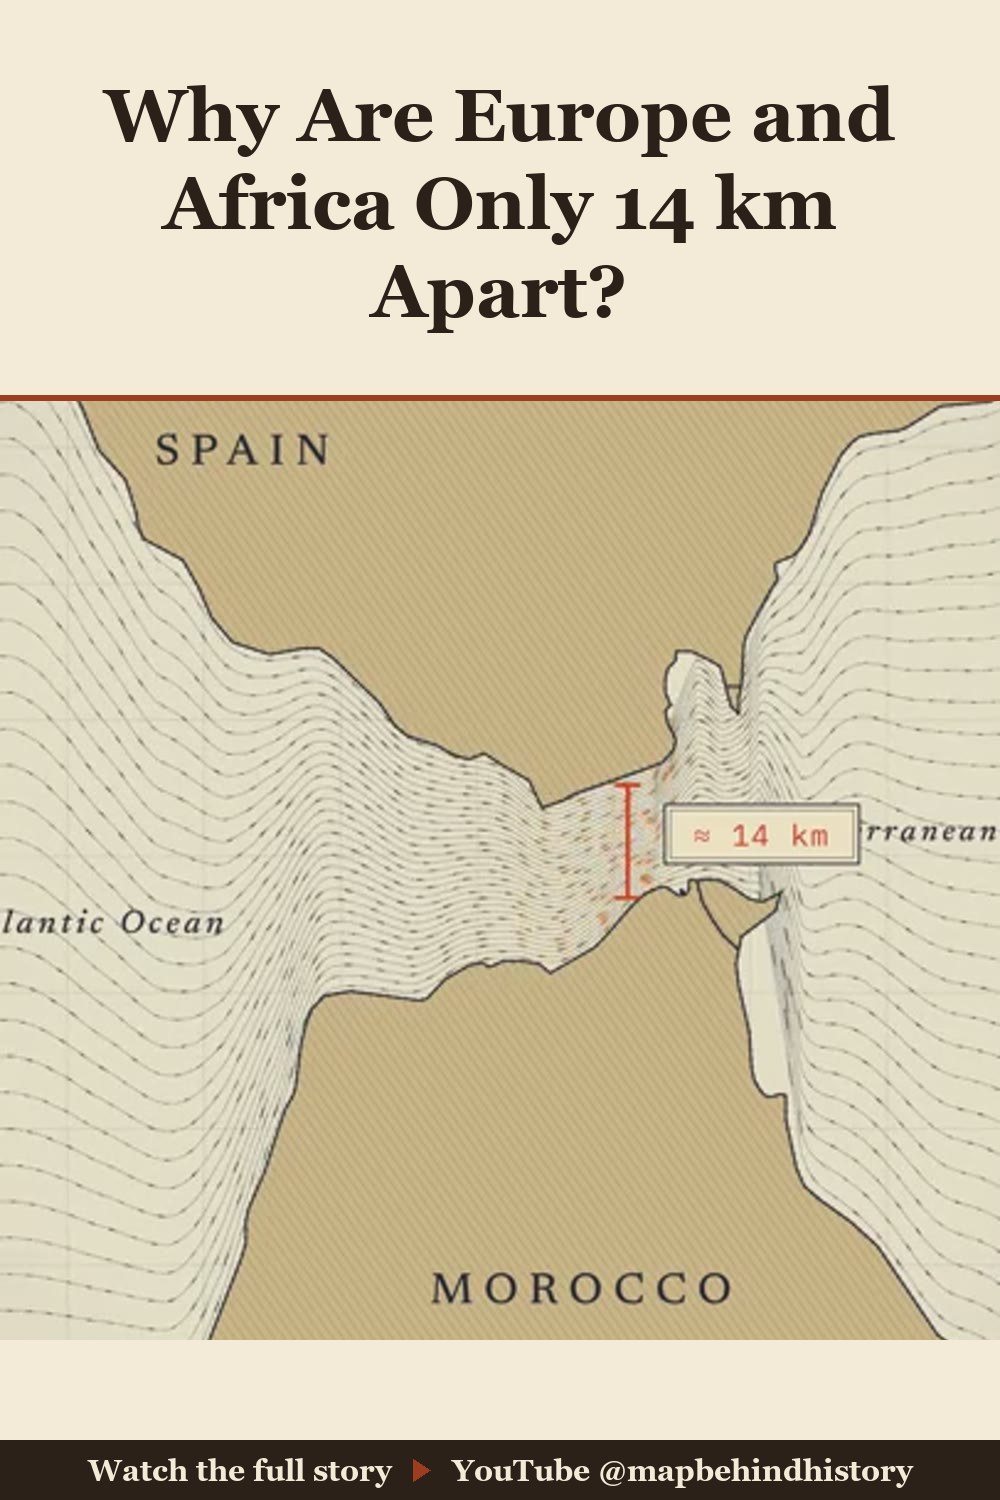 Why Are Europe and
Africa Only 14 km
Apart?
SPAIN
≈ 14 km
rranean
lantic Ocean
MOROCCO
Watch the full story ▶ YouTube @mapbehindhistory